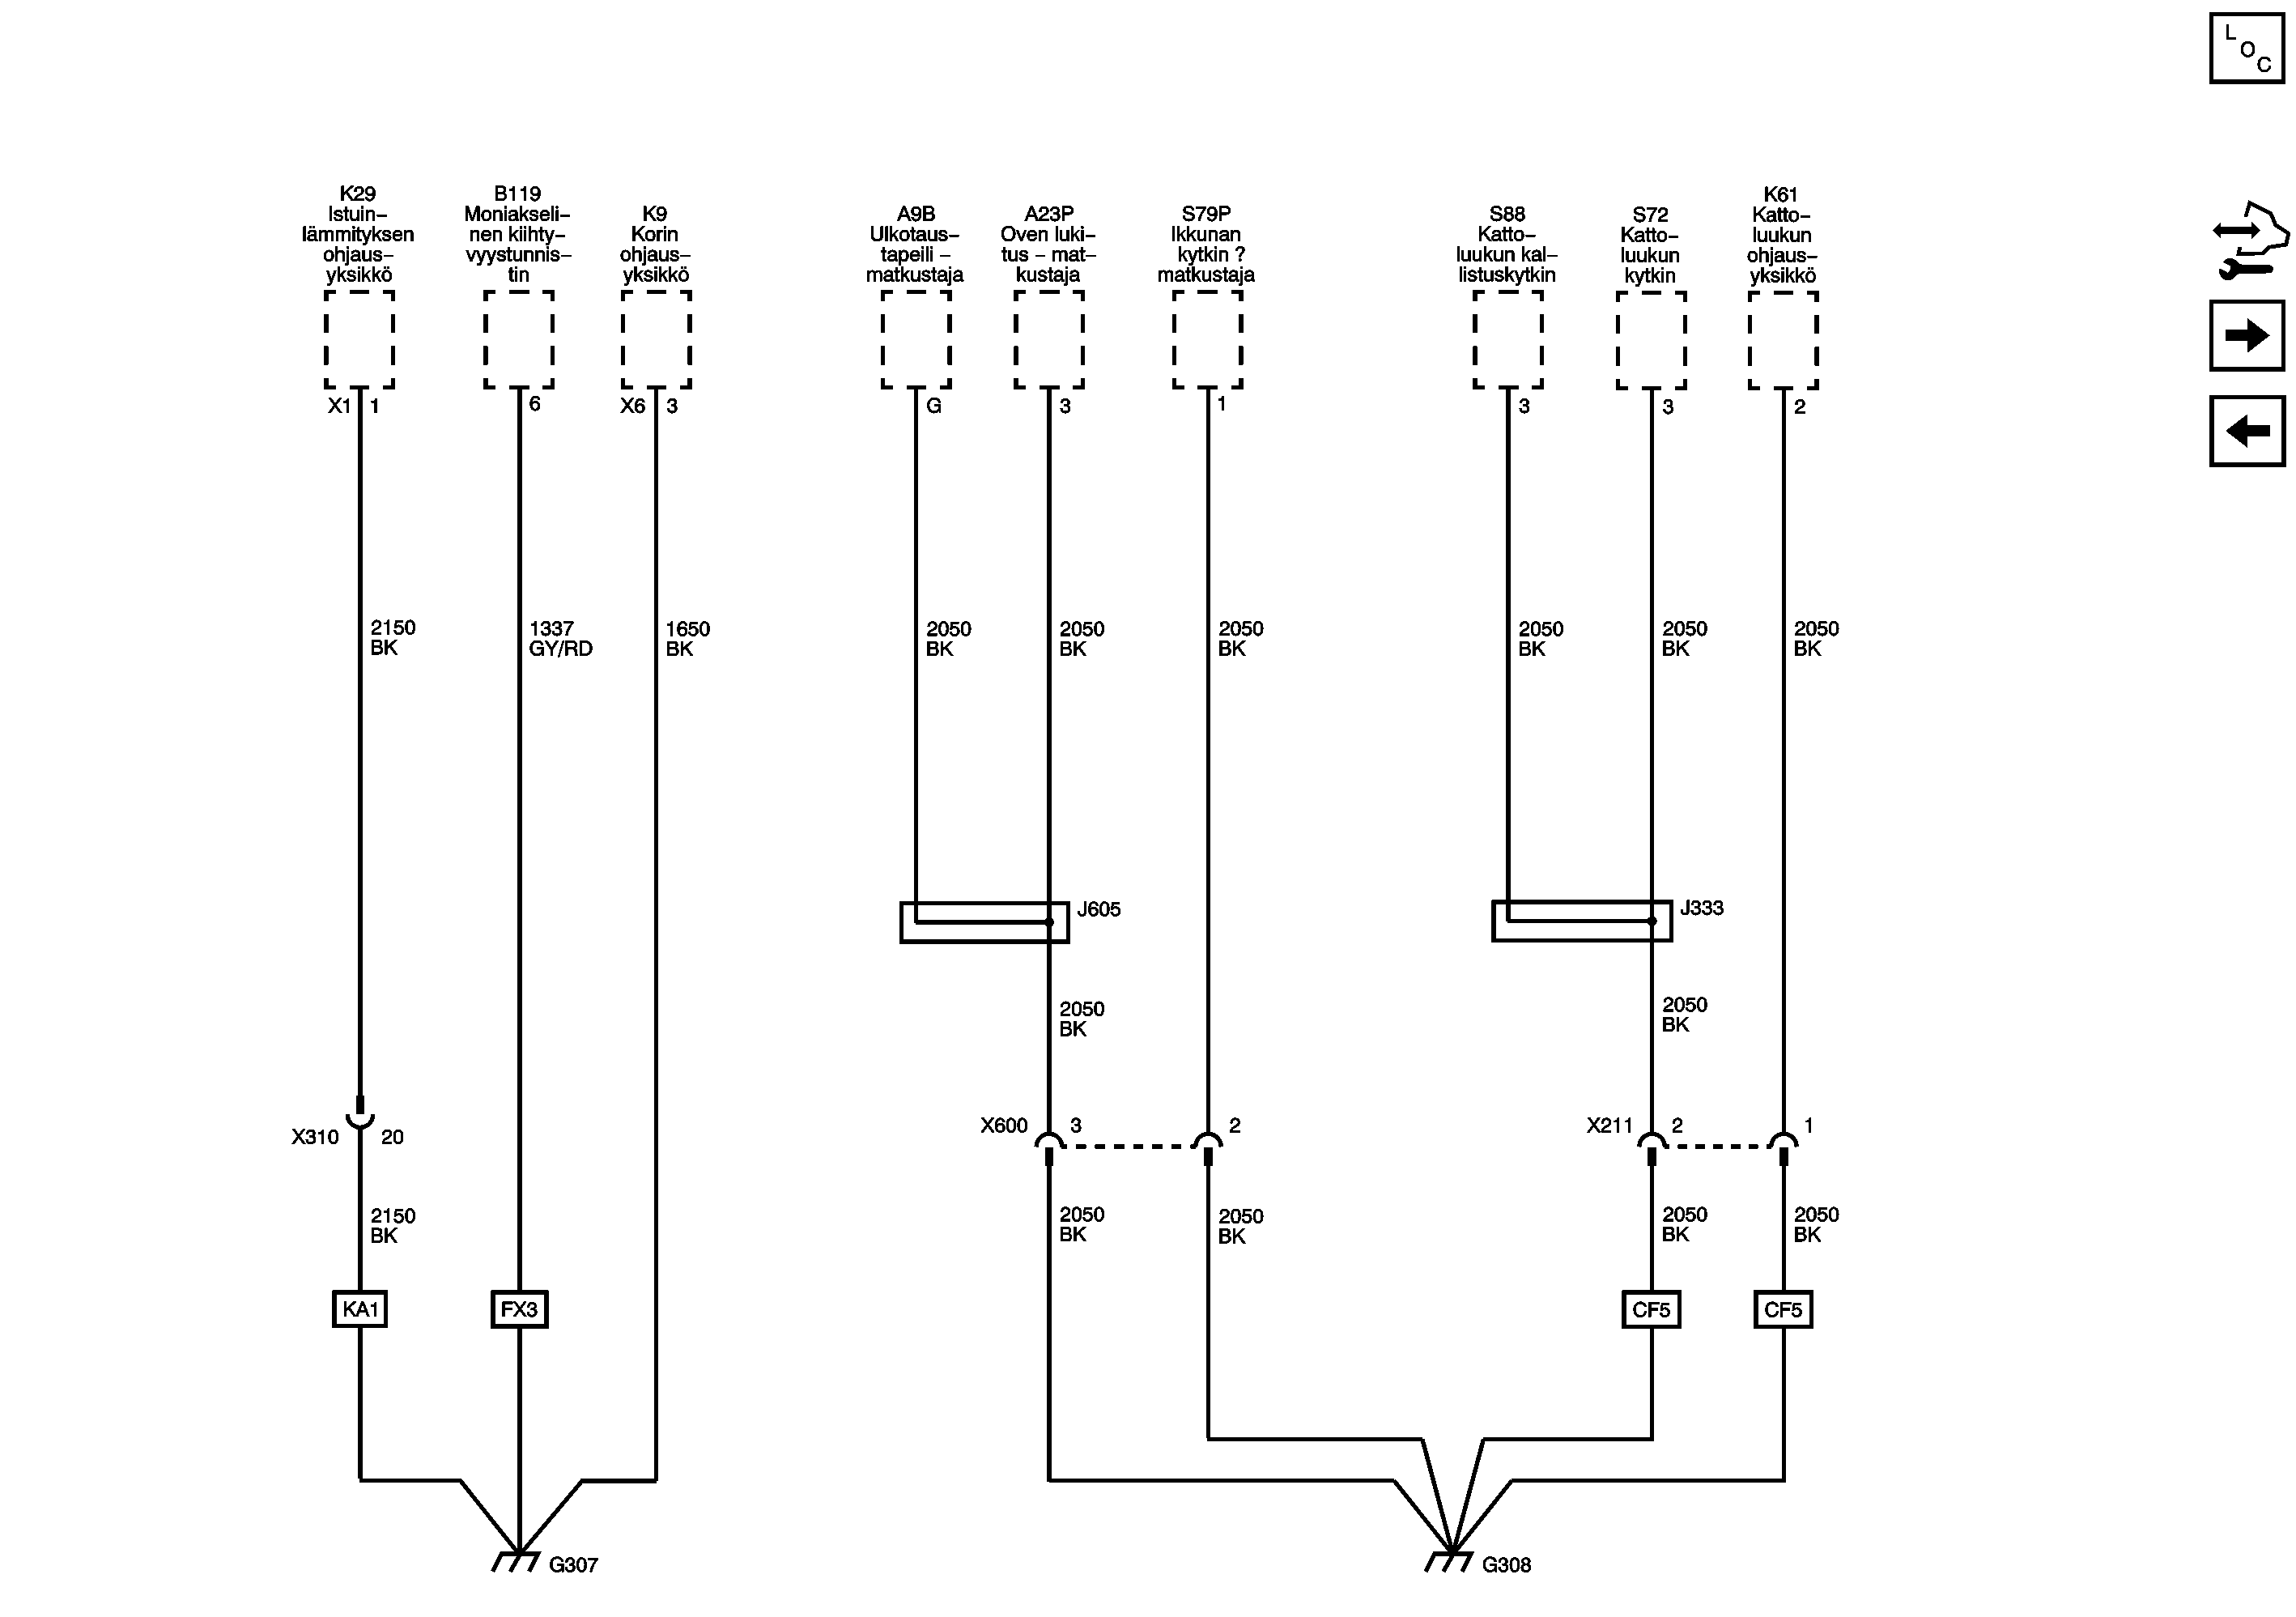 L
O
C
K29
Istuin–
lämmityksen
ohjaus–
yksikkö
B119
Moniakseli–
nen kiihty–
vyystunnis–
tin
K9
Korin
ohjaus–
yksikkö
A9B
Ulkotaus–
tapeili –
matkustaja
A23P
Oven luki–
tus – mat–
kustaja
S79P
Ikkunan
kytkin ?
matkustaja
S88
Katto–
luukun kal–
listuskytkin
S72
Katto–
luukun
kytkin
K61
Katto–
luukun
ohjaus–
yksikkö
X1 1
6
X6 3
G
3
1
3
3
2
2150
BK
1337
GY/RD
1650
BK
2050
BK
2050
BK
2050
BK
2050
BK
2050
BK
2050
BK
J605
J333
2050
BK
2050
BK
X310 20
X600 3
2
X211 2
1
2150
BK
2050
BK
2050
BK
2050
BK
2050
BK
KA1
FX3
CF5
CF5
G307
G308